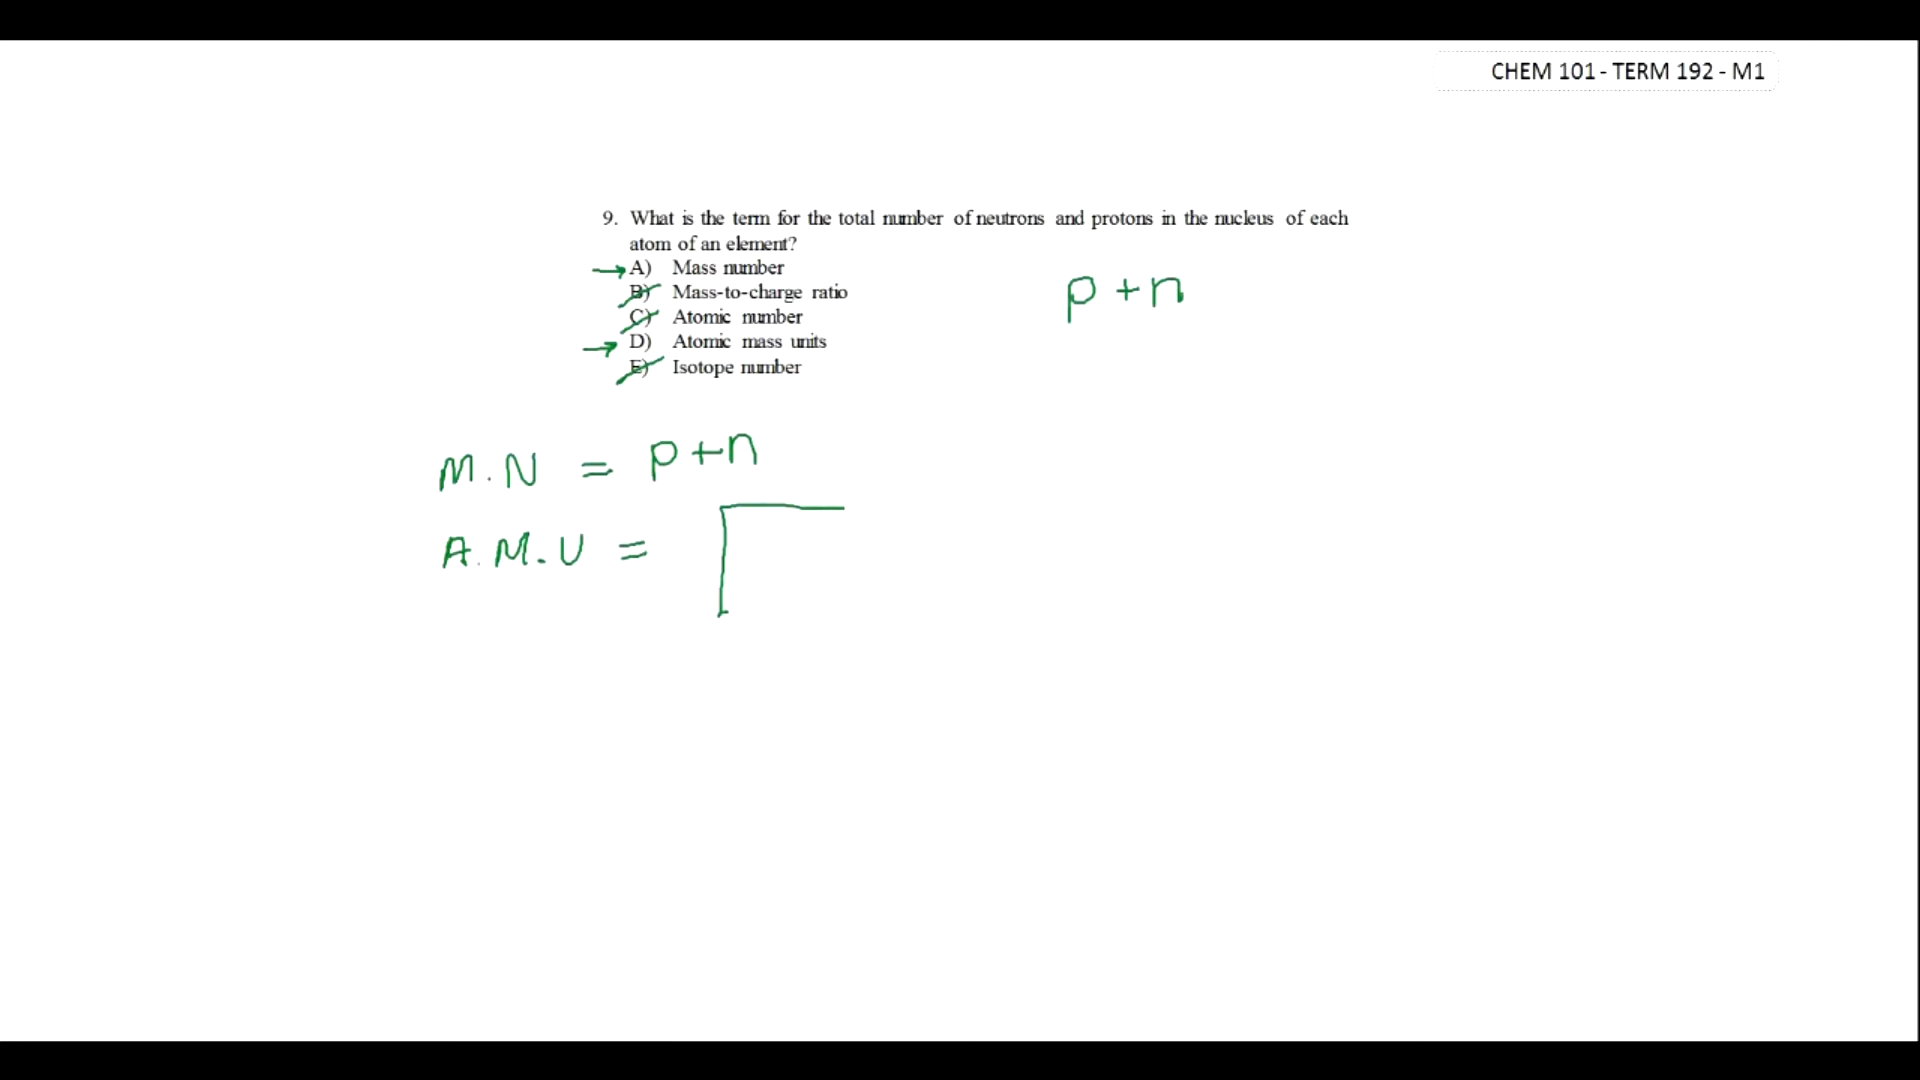 CHEM 101 - TERM 192 - M1
9. What is the term for the total number of neutrons and protons in the nucleus of each
atom of an element?
A) Mass number
B) Mass-to-charge ratio
C) Atomic number
D) Atomic mass units
E) Isotope number
p + n
M.N = p+n
A.M.U =